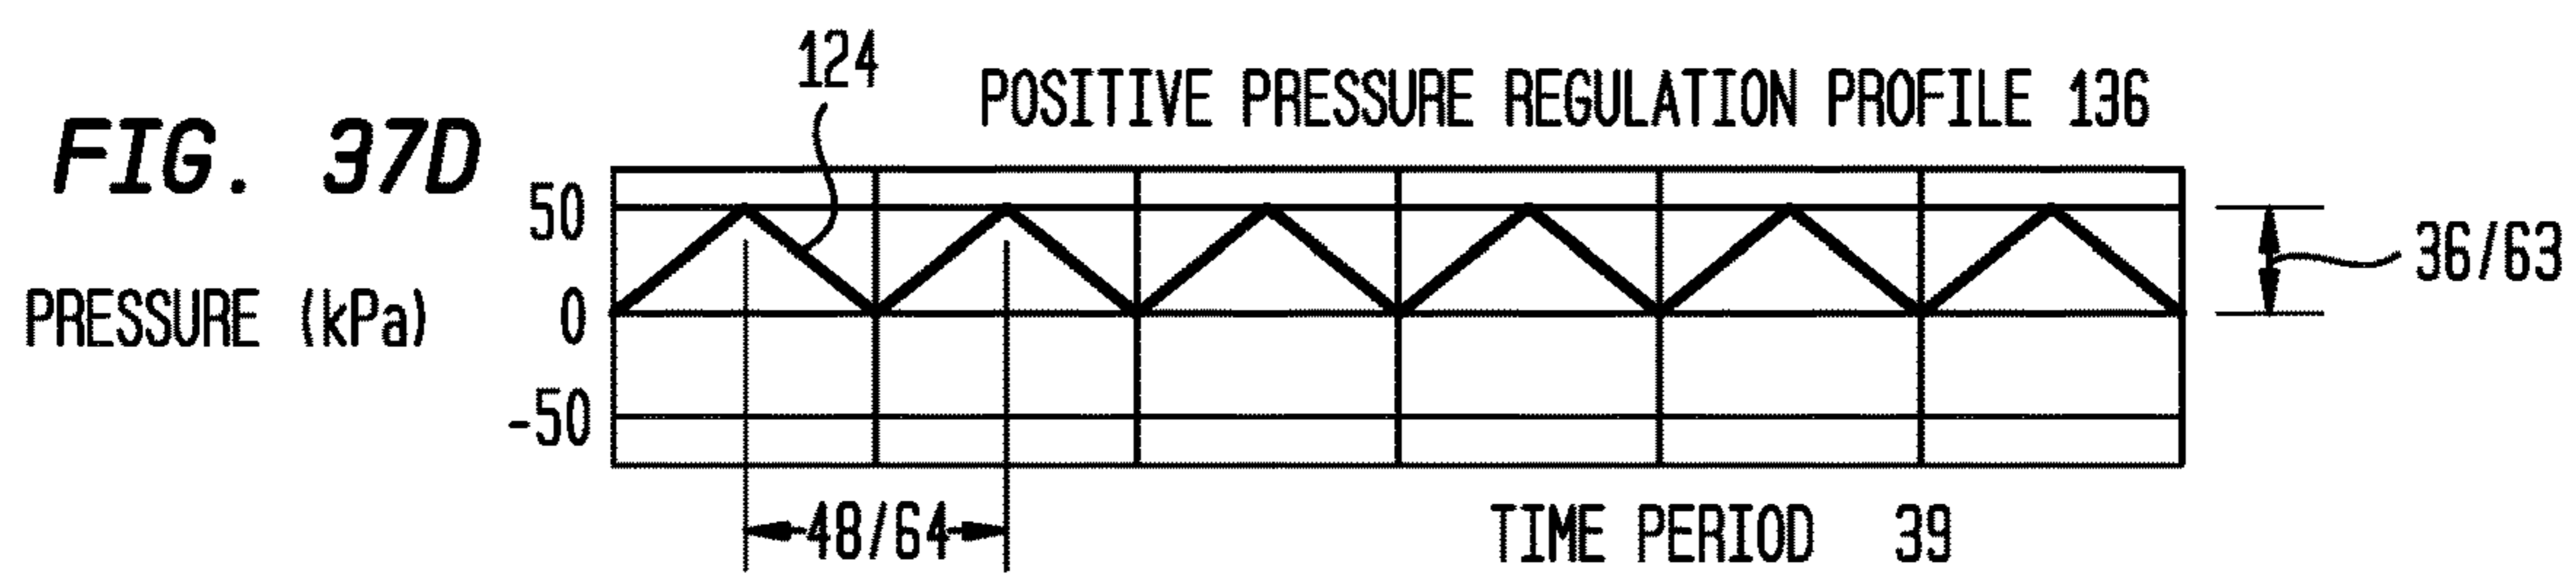 124
POSITIVE PRESSURE REGULATION PROFILE 136
FIG. 37D
50
36/63
PRESSURE (kPa)
0
-50
48/64
TIME PERIOD 39